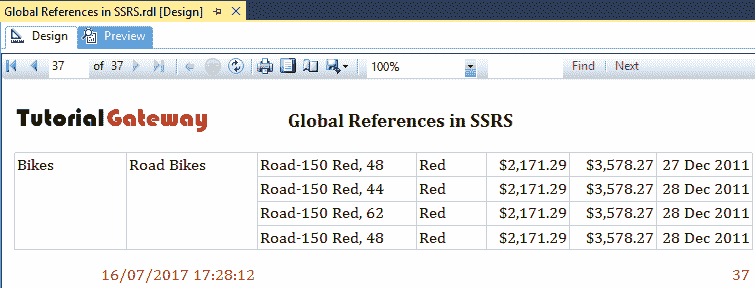 Global References in SSRS.rdl [Design]
Design Preview
37 of 37 100% Find Next
TutorialGateway
Global References in SSRS
Bikes Road Bikes Road-150 Red, 48 Red $2,171.29 $3,578.27 27 Dec 2011
Road-150 Red, 44 Red $2,171.29 $3,578.27 28 Dec 2011
Road-150 Red, 62 Red $2,171.29 $3,578.27 28 Dec 2011
Road-150 Red, 48 Red $2,171.29 $3,578.27 28 Dec 2011
16/07/2017 17:28:12 37